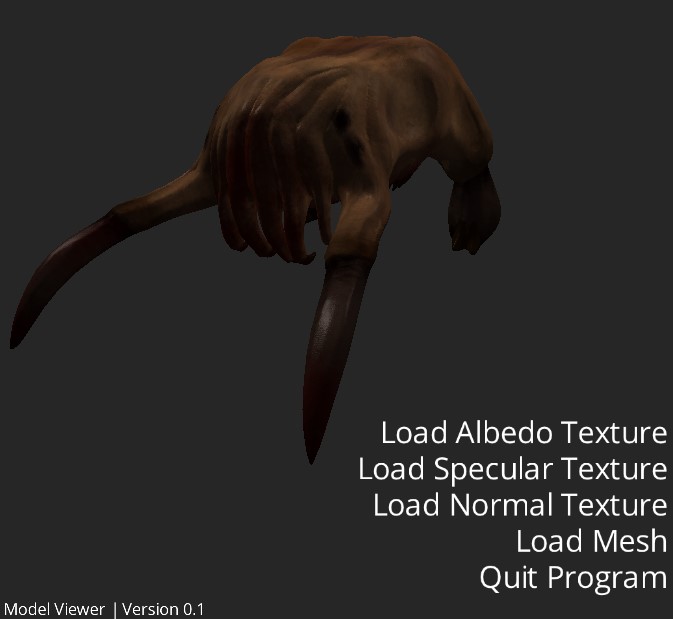 Load Albedo Texture
Load Specular Texture
Load Normal Texture
Load Mesh
Quit Program
Model Viewer | Version 0.1